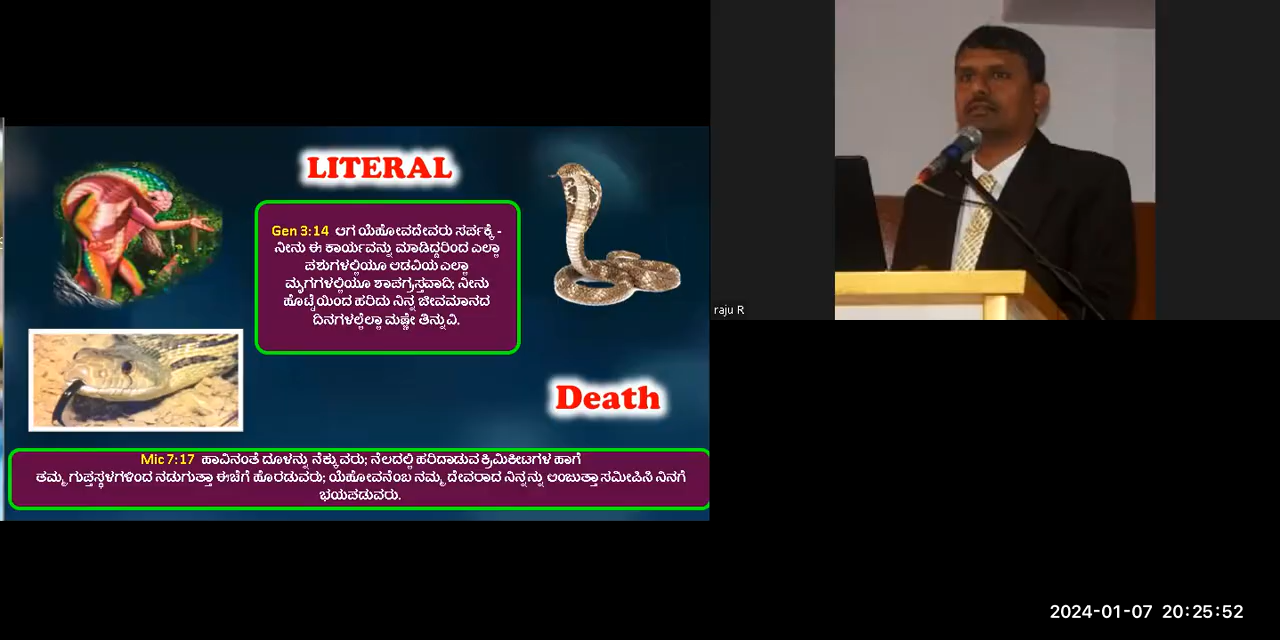 LITERAL
Gen 3:14 ಆಗ ಯೆಹೋವದೇವರು ಸರ್ಪಕ್ಕೆ -
ನೀನು ಈ ಕಾರ್ಯವನ್ನು ಮಾಡಿದ್ದರಿಂದ ಎಲ್ಲಾ
ಪಶುಗಳಲ್ಲಿಯೂ ಅಡವಿಯ ಎಲ್ಲಾ
ಮೃಗಗಳಲ್ಲಿಯೂ ಶಾಪಗ್ರಸ್ತವಾದಿ; ನೀನು
ಹೊಟ್ಟೆಯಿಂದ ಹರಿದು ನಿನ್ನ ಜೀವಮಾನದ
ದಿನಗಳಲ್ಲೆಲ್ಲಾ ಮಣ್ಣೇ ತಿನ್ನುವಿ.
Death
Mic 7:17 ಹಾವಿನಂತೆ ದೂಳನ್ನು ನೆಕ್ಕುವರು; ನೆಲದಲ್ಲಿ ಹರಿದಾಡುವ ಕ್ರಿಮಿಕೀಟಗಳ ಹಾಗೆ
ತಮ್ಮ ಗುಪ್ತಸ್ಥಳಗಳಿಂದ ನಡುಗುತ್ತಾ ಈಚೆಗೆ ಹೊರಡುವರು; ಯೆಹೋವನೆಂಬ ನಮ್ಮ ದೇವರಾದ ನಿನ್ನನ್ನು ಅಂಜುತ್ತಾ ಸಮೀಪಿಸಿ ನಿನಗೆ
ಭಯಪಡುವರು.
raju R
2024-01-07 20:25:52